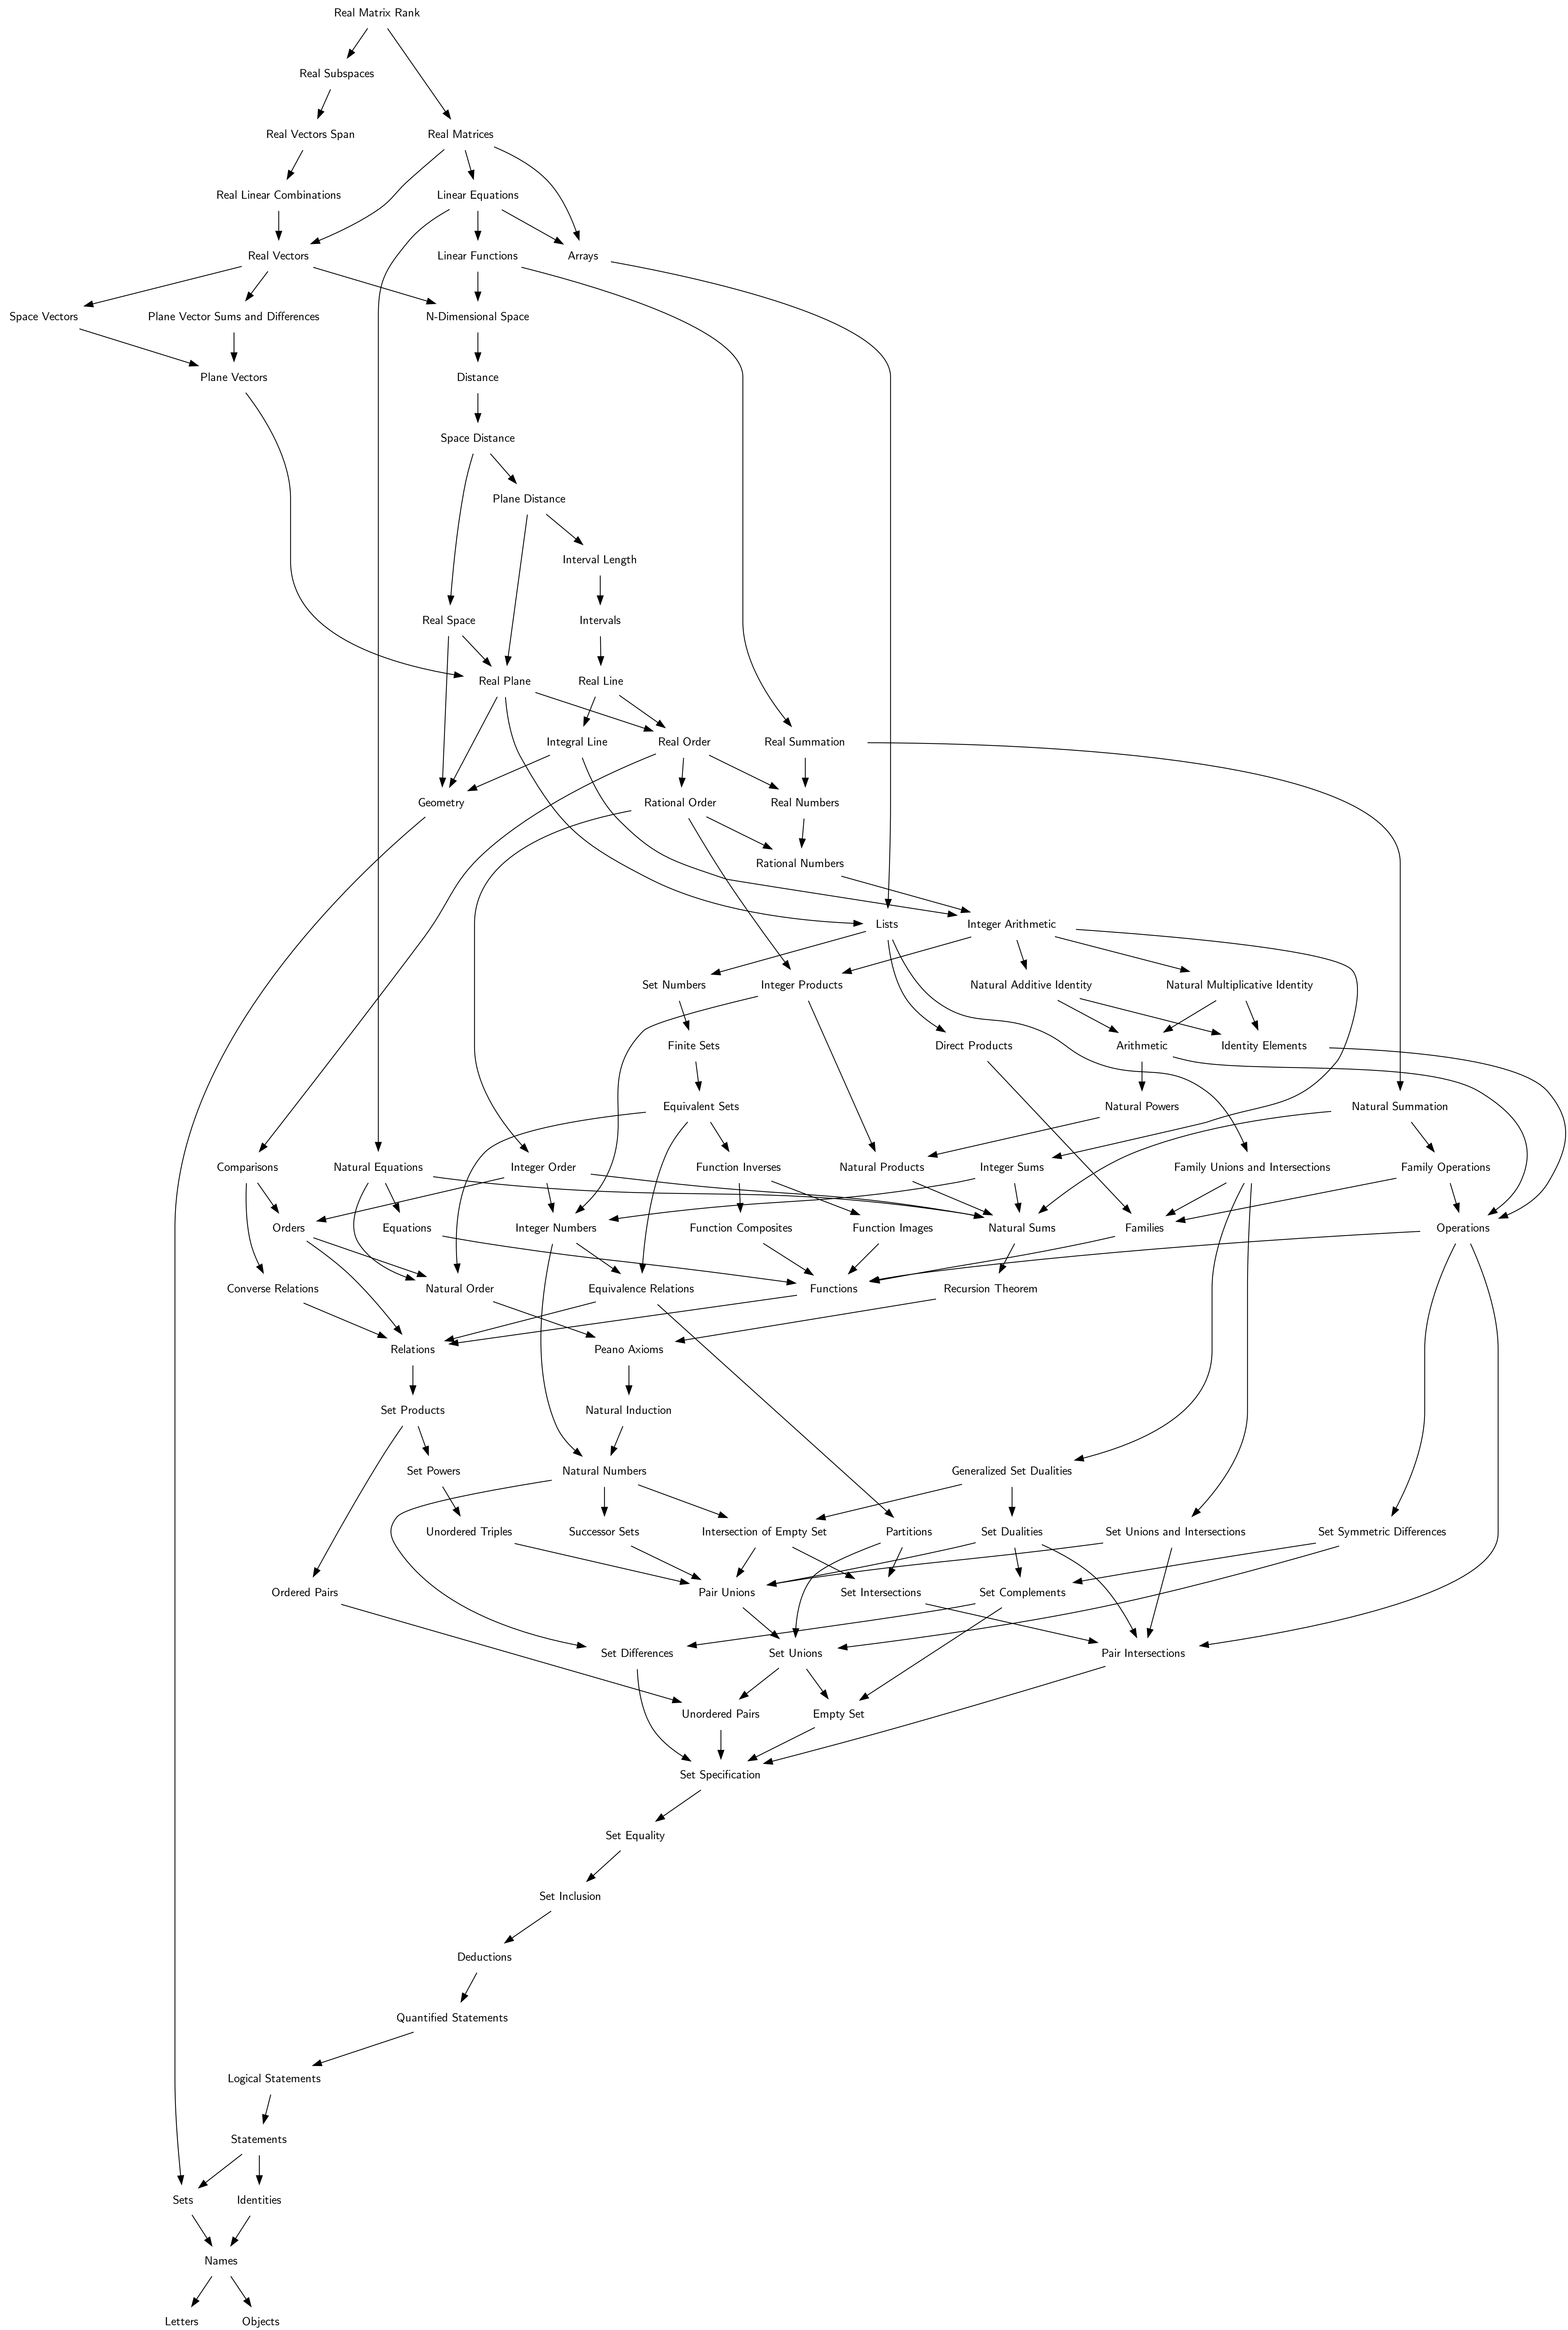 Real Matrix Rank
Real Subspaces
Real Vectors Span
Real Matrices
Real Linear Combinations
Linear Equations
Real Vectors
Linear Functions
Arrays
Space Vectors
Plane Vector Sums and Differences
N-Dimensional Space
Plane Vectors
Distance
Space Distance
Plane Distance
Interval Length
Real Space
Intervals
Real Plane
Real Line
Integral Line
Real Order
Real Summation
Geometry
Rational Order
Real Numbers
Rational Numbers
Lists
Integer Arithmetic
Set Numbers
Integer Products
Natural Additive Identity
Natural Multiplicative Identity
Finite Sets
Direct Products
Arithmetic
Identity Elements
Equivalent Sets
Natural Powers
Natural Summation
Comparisons
Natural Equations
Integer Order
Function Inverses
Natural Products
Integer Sums
Family Unions and Intersections
Family Operations
Orders
Equations
Integer Numbers
Function Composites
Function Images
Natural Sums
Families
Operations
Converse Relations
Natural Order
Equivalence Relations
Functions
Recursion Theorem
Relations
Peano Axioms
Set Products
Natural Induction
Set Powers
Natural Numbers
Generalized Set Dualities
Unordered Triples
Successor Sets
Intersection of Empty Set
Partitions
Set Dualities
Set Unions and Intersections
Set Symmetric Differences
Ordered Pairs
Pair Unions
Set Intersections
Set Complements
Set Differences
Set Unions
Pair Intersections
Unordered Pairs
Empty Set
Set Specification
Set Equality
Set Inclusion
Deductions
Quantified Statements
Logical Statements
Statements
Sets
Identities
Names
Letters
Objects